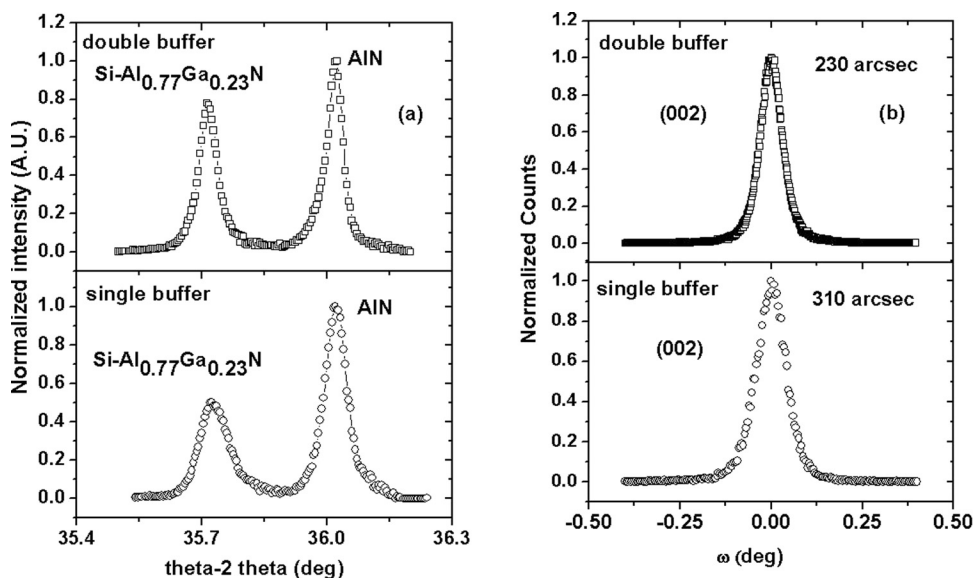 1.2
double buffer
AlN
Si-Al0.77Ga0.23N
1.0
(a)
0.8
0.6
0.4
0.2
0.0
single buffer
AlN
1.0
Si-Al0.77Ga0.23N
0.8
0.6
0.4
0.2
0.0
35.4 35.7 36.0 36.3
theta-2 theta (deg)
Normalized intensity (A.U.)
1.2
double buffer
1.0
230 arcsec
0.8
(002)
(b)
0.6
0.4
0.2
0.0
single buffer
310 arcsec
1.0
0.8
(002)
0.6
0.4
0.2
0.0
-0.50 -0.25 0.00 0.25 0.50
ω (deg)
Normalized Counts